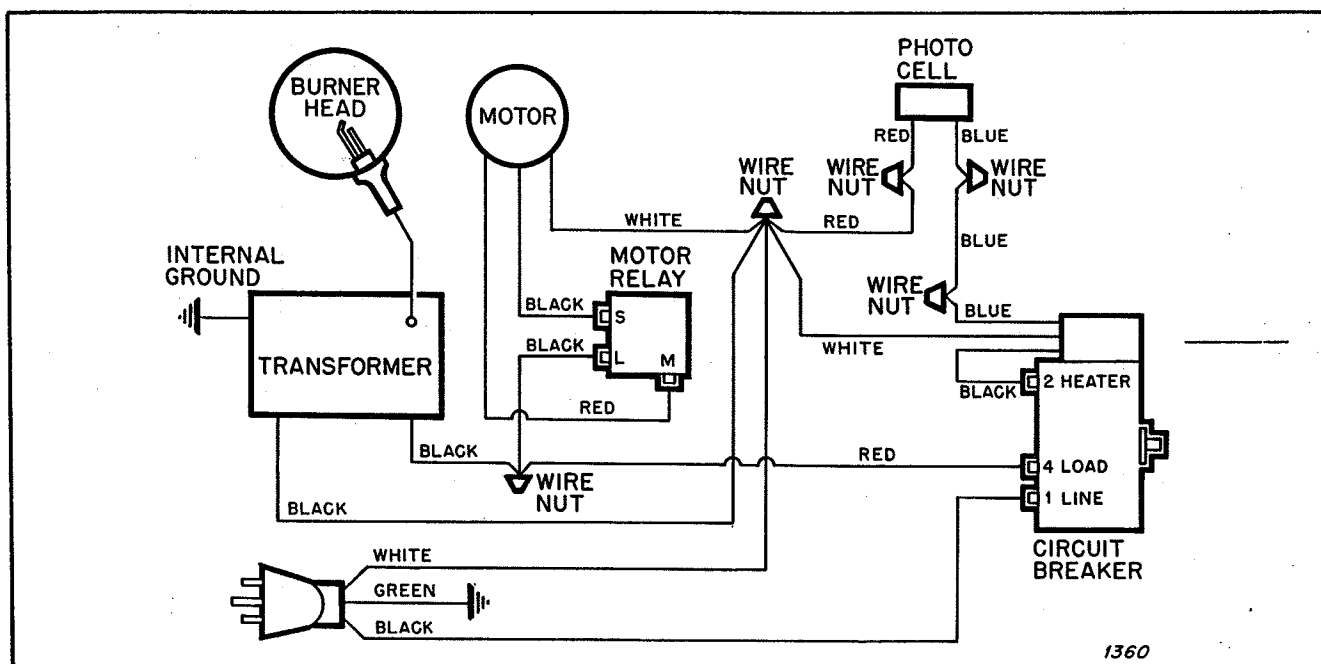 PHOTO
CELL
BURNER
HEAD
MOTOR
RED
BLUE
WIRE
NUT
WIRE
NUT
WIRE
NUT
WHITE
RED
BLUE
INTERNAL
GROUND
MOTOR
RELAY
WIRE
NUT
BLACK
S
BLUE
BLACK
L
M
WHITE
TRANSFORMER
2 HEATER
BLACK
RED
BLACK
RED
4 LOAD
WIRE
NUT
1 LINE
BLACK
CIRCUIT
BREAKER
WHITE
GREEN
BLACK
1360